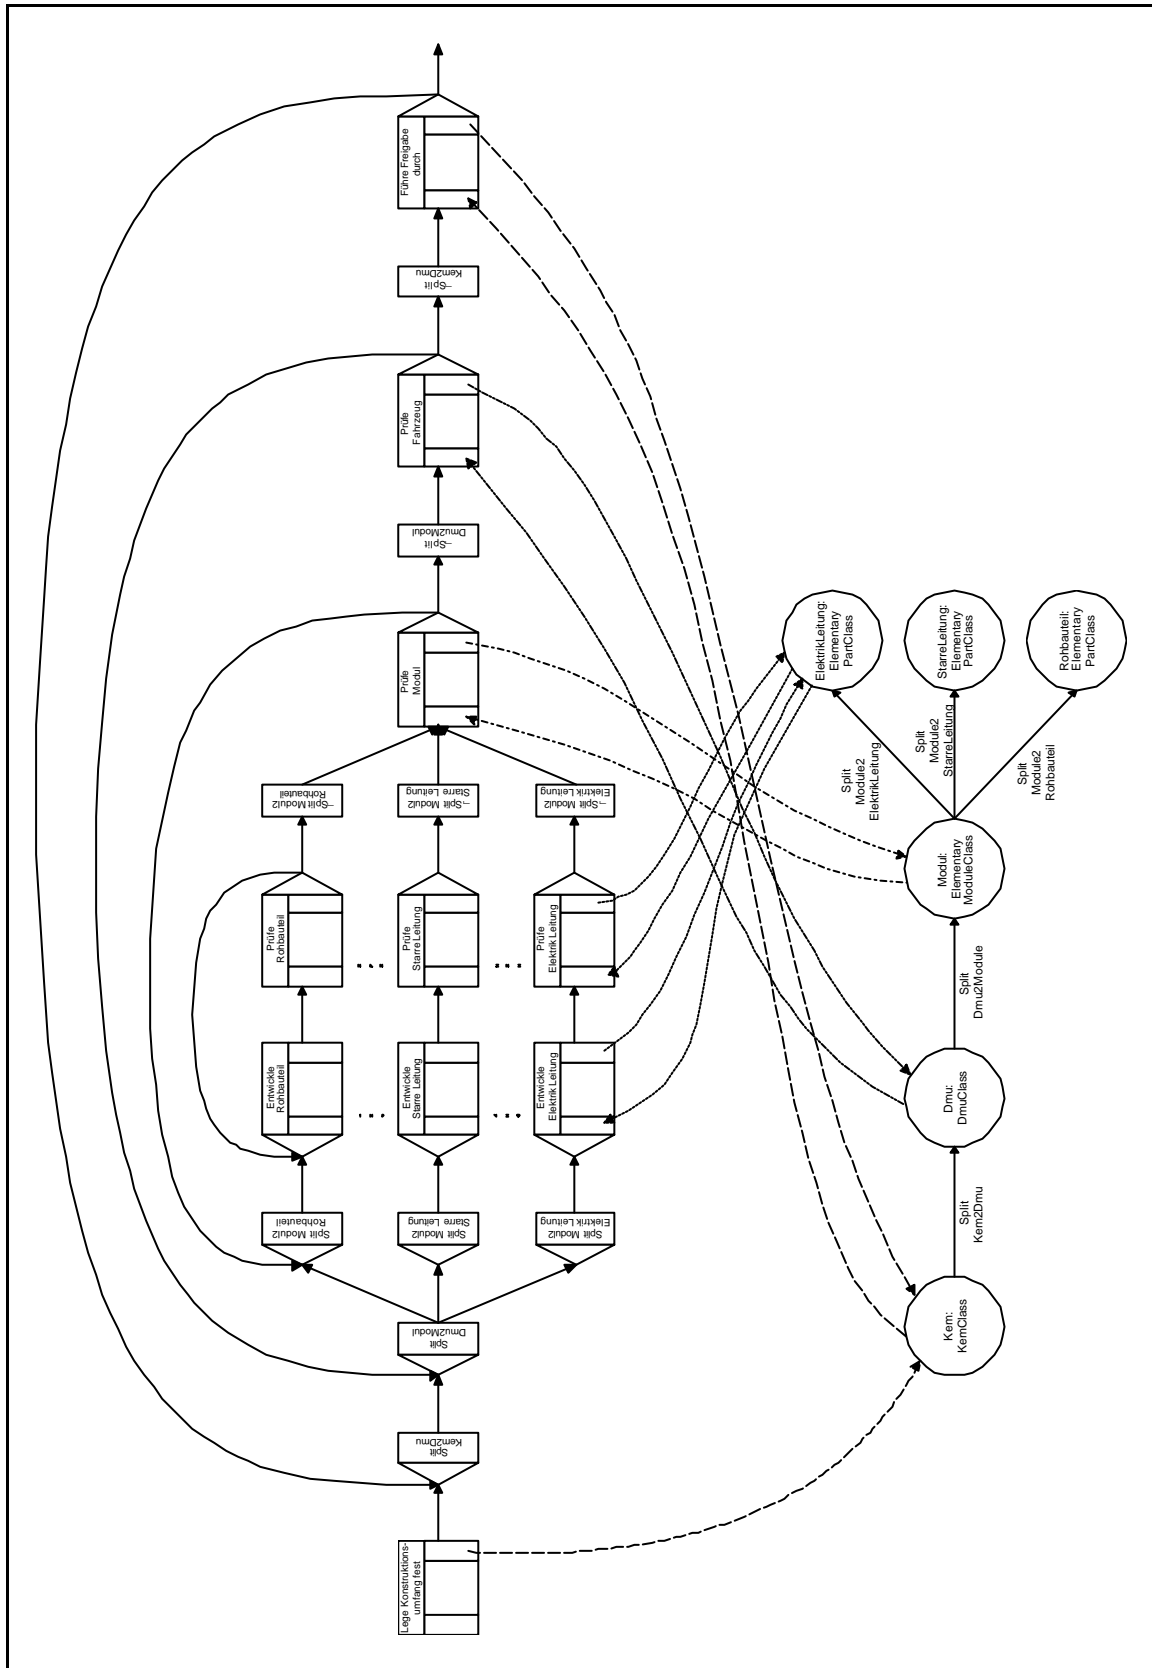 Führe Freigabe
durch
¬Split
Kem2Dmu
Prüfe
Fahrzeug
¬Split
Dmu2Modul
Prüfe
Modul
¬Split Modul2
Rohbauteil
¬Split Modul2
Starre Leitung
¬Split Modul2
Elektrik Leitung
Prüfe
Rohbauteil
Prüfe
Starre Leitung
Prüfe
Elektrik Leitung
Entwickle
Rohbauteil
Entwickle
Starre Leitung
Entwickle
Elektrik Leitung
Split Modul2
Rohbauteil
Split Modul2
Starre Leitung
Split Modul2
Elektrik Leitung
Split
Dmu2Modul
Split
Kem2Dmu
Lege Konstruktions-
umfang fest
ElektrikLeitung:
Elementary
PartClass
StarreLeitung:
Elementary
PartClass
Rohbauteil:
Elementary
PartClass
Split
Module2
ElektrikLeitung
Split
Module2
StarreLeitung
Split
Module2
Rohbauteil
Modul:
Elementary
ModuleClass
Split
Dmu2Module
Dmu:
DmuClass
Split
Kem2Dmu
Kem:
KemClass